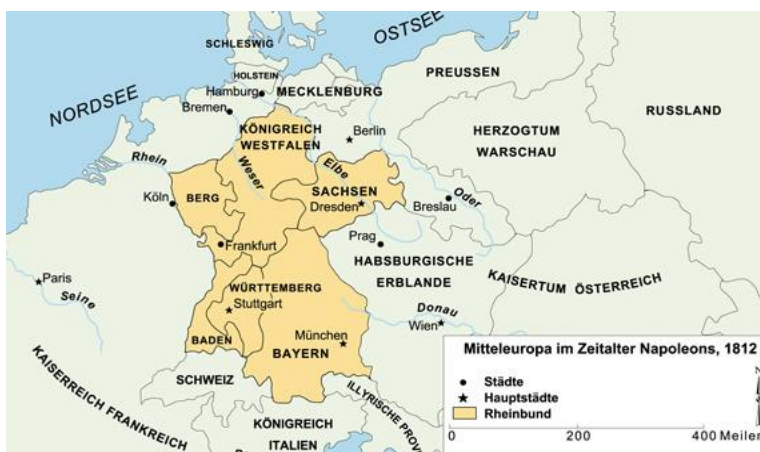 OSTSEE
SCHLESWIG
HOLSTEIN
MECKLENBURG
PREUSSEN
NORDSEE
Hamburg
Bremen
RUSSLAND
KÖNIGREICH
WESTFALEN
Berlin
HERZOGTUM
WARSCHAU
Rhein
Weser
Elbe
Oder
BERG
SACHSEN
Köln
Dresden
Breslau
Frankfurt
Prag
HABSBURGISCHE
ERBLANDE
KAISERTUM ÖSTERREICH
Paris
Seine
WÜRTTEMBERG
Stuttgart
Donau
Wien
BADEN
München
BAYERN
KAISERREICH FRANKREICH
SCHWEIZ
ILLYRISCHE PROV
KÖNIGREICH
ITALIEN
Mitteleuropa im Zeitalter Napoleons, 1812
Städte
Hauptstädte
Rheinbund
N
0 200 400 Meilen